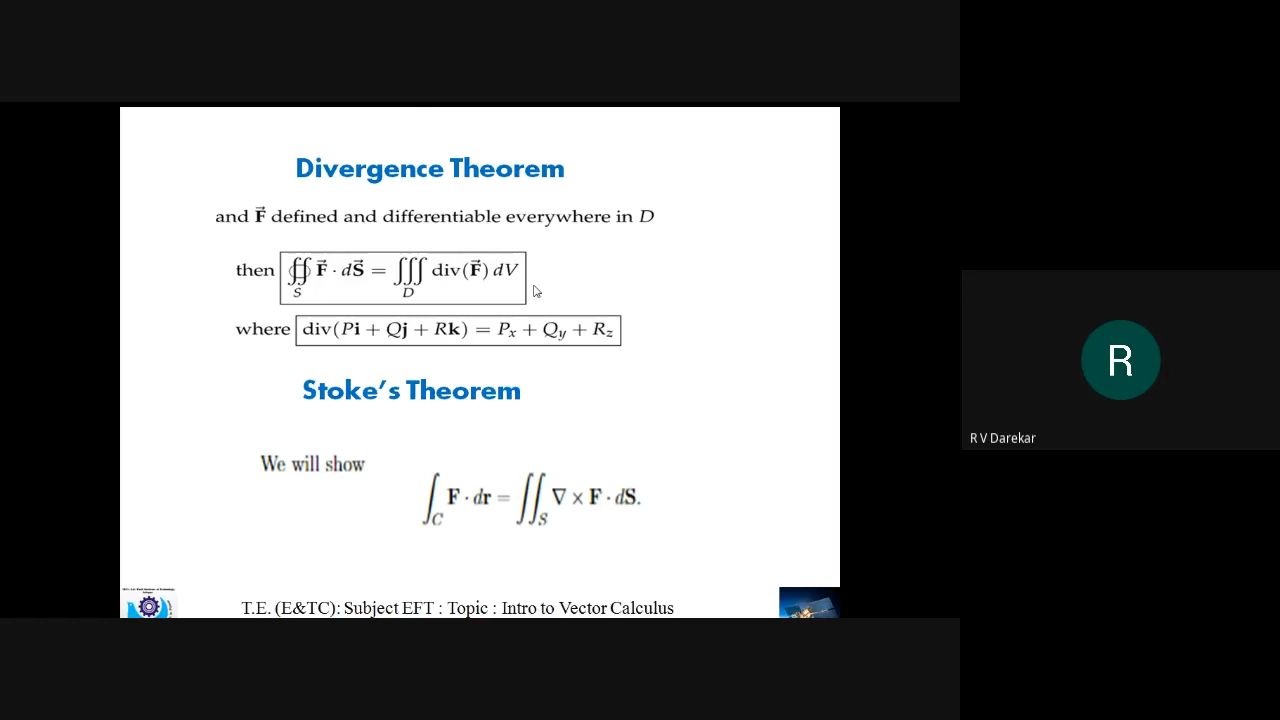 Divergence Theorem
and F⃗ defined and differentiable everywhere in D
then ∯_S F⃗ · dS⃗ = ∭_D div(F⃗) dV
where div(Pi + Qj + Rk) = P_x + Q_y + R_z
Stoke's Theorem
We will show
∫_C F · dr = ∬_S ∇ × F · dS.
T.E. (E&TC): Subject EFT : Topic : Intro to Vector Calculus
R
R V Darekar